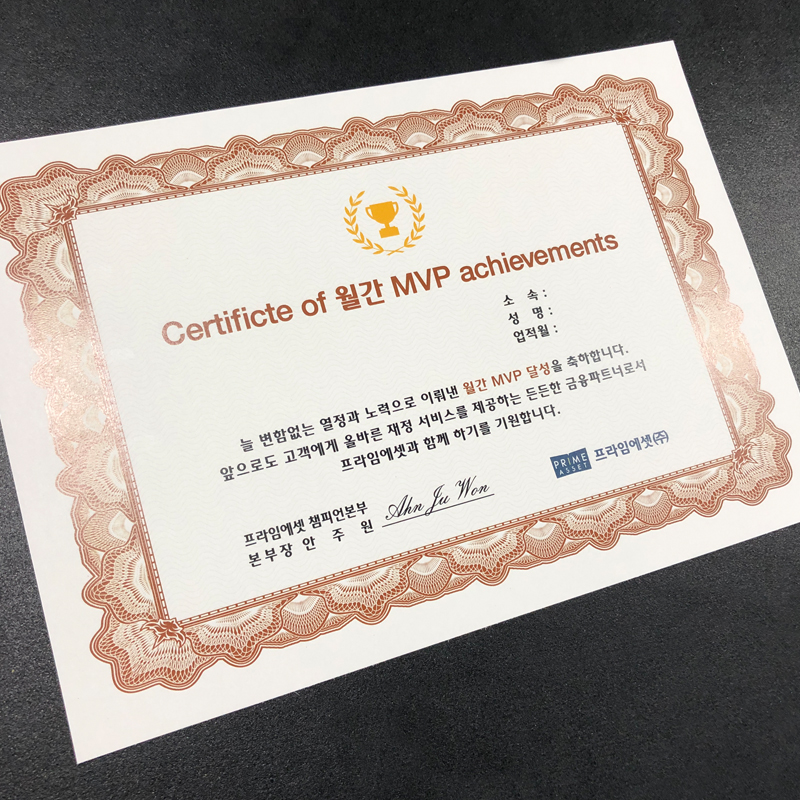 Certificte of 월간 MVP achievements
소 속 :
성 명 :
업적월 :
늘 변함없는 열정과 노력으로 이뤄낸 월간 MVP 달성을 축하합니다.
앞으로도 고객에게 올바른 재정 서비스를 제공하는 든든한 금융파트너로서
프라임에셋과 함께 하기를 기원합니다.
PRIME
ASSET
프라임에셋(주)
프라임에셋 챔피언본부
본부장 안 주 원
Ahn Ju Won